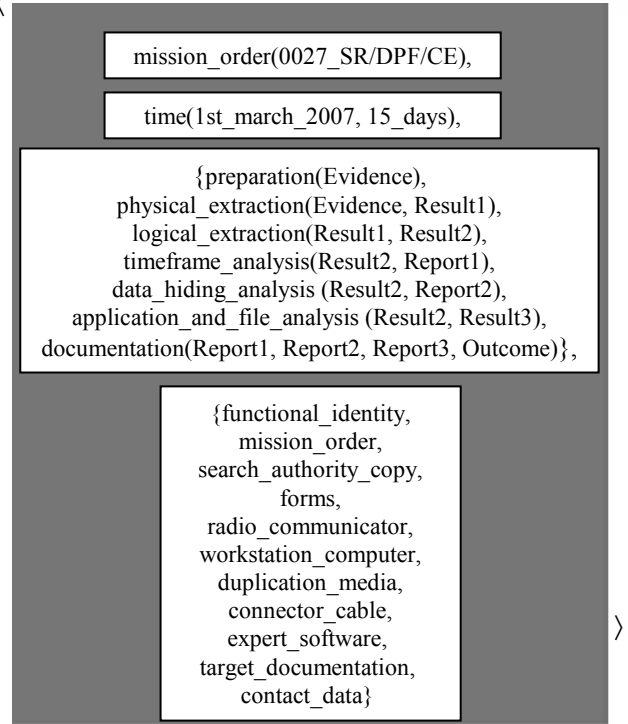 〈
mission_order(0027_SR/DPF/CE),
time(1st_march_2007, 15_days),
{preparation(Evidence),
physical_extraction(Evidence, Result1),
logical_extraction(Result1, Result2),
timeframe_analysis(Result2, Report1),
data_hiding_analysis (Result2, Report2),
application_and_file_analysis (Result2, Result3),
documentation(Report1, Report2, Report3, Outcome)},
{functional_identity,
mission_order,
search_authority_copy,
forms,
radio_communicator,
workstation_computer,
duplication_media,
connector_cable,
expert_software,
target_documentation,
contact_data}
〉